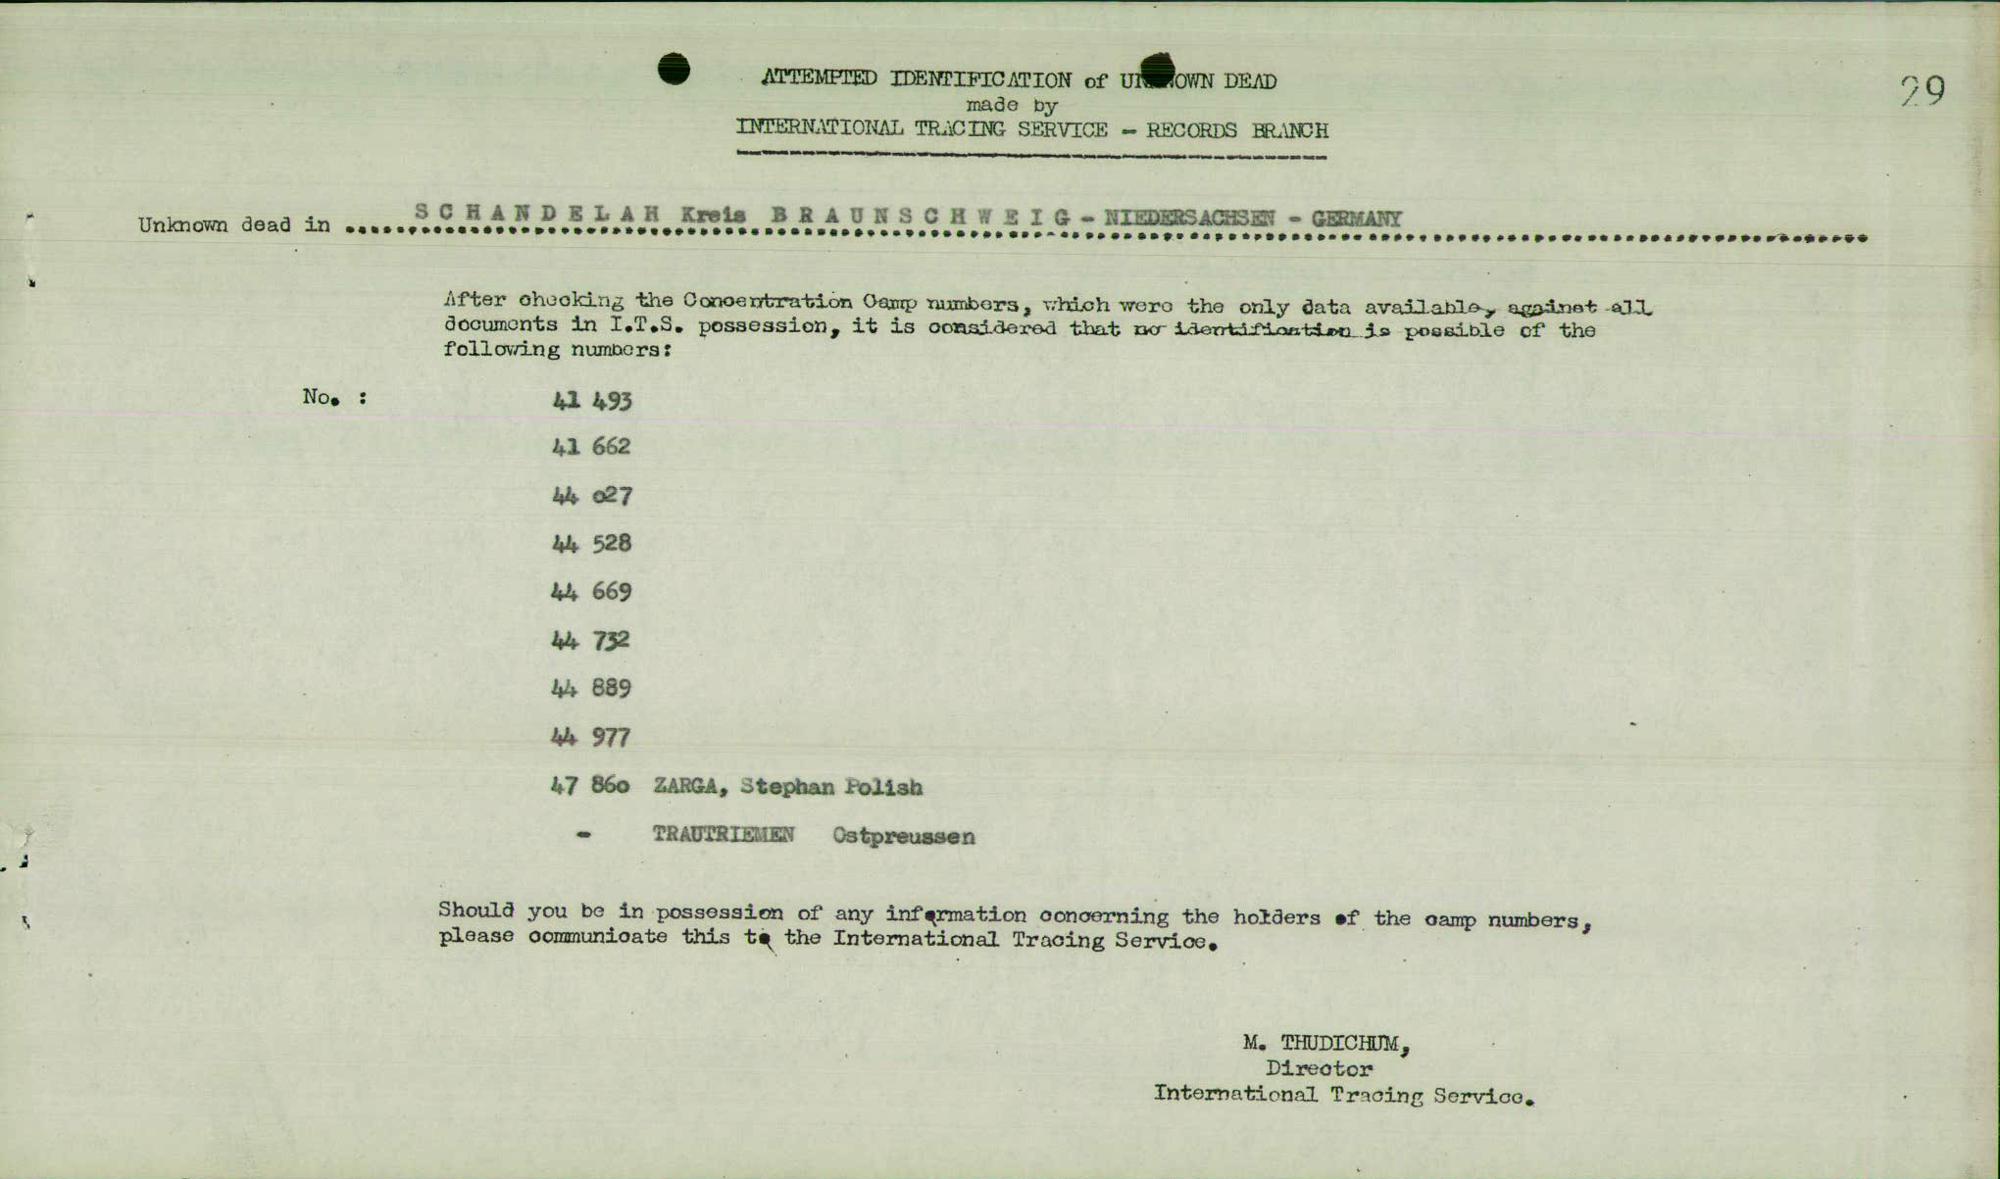 ATTEMPTED IDENTIFICATION of UNKNOWN DEAD
29
made by
INTERNATIONAL TRACING SERVICE - RECORDS BRANCH
Unknown dead in ..... SCHANDELAH Kreis BRAUNSCHWEIG - NIEDERSACHSEN - GERMANY
After checking the Concentration Camp numbers, which were the only data available, against all
documents in I.T.S. possession, it is considered that no identification is possible of the
following numbers:
No. : 41 493
41 662
44 o27
44 528
44 669
44 732
44 889
44 977
47 86o ZARGA, Stephan Polish
- TRAUTRIEMEN Ostpreussen
Should you be in possession of any information concerning the holders of the camp numbers,
please communicate this to the International Tracing Service.
M. THUDICHUM,
Director
International Tracing Service.